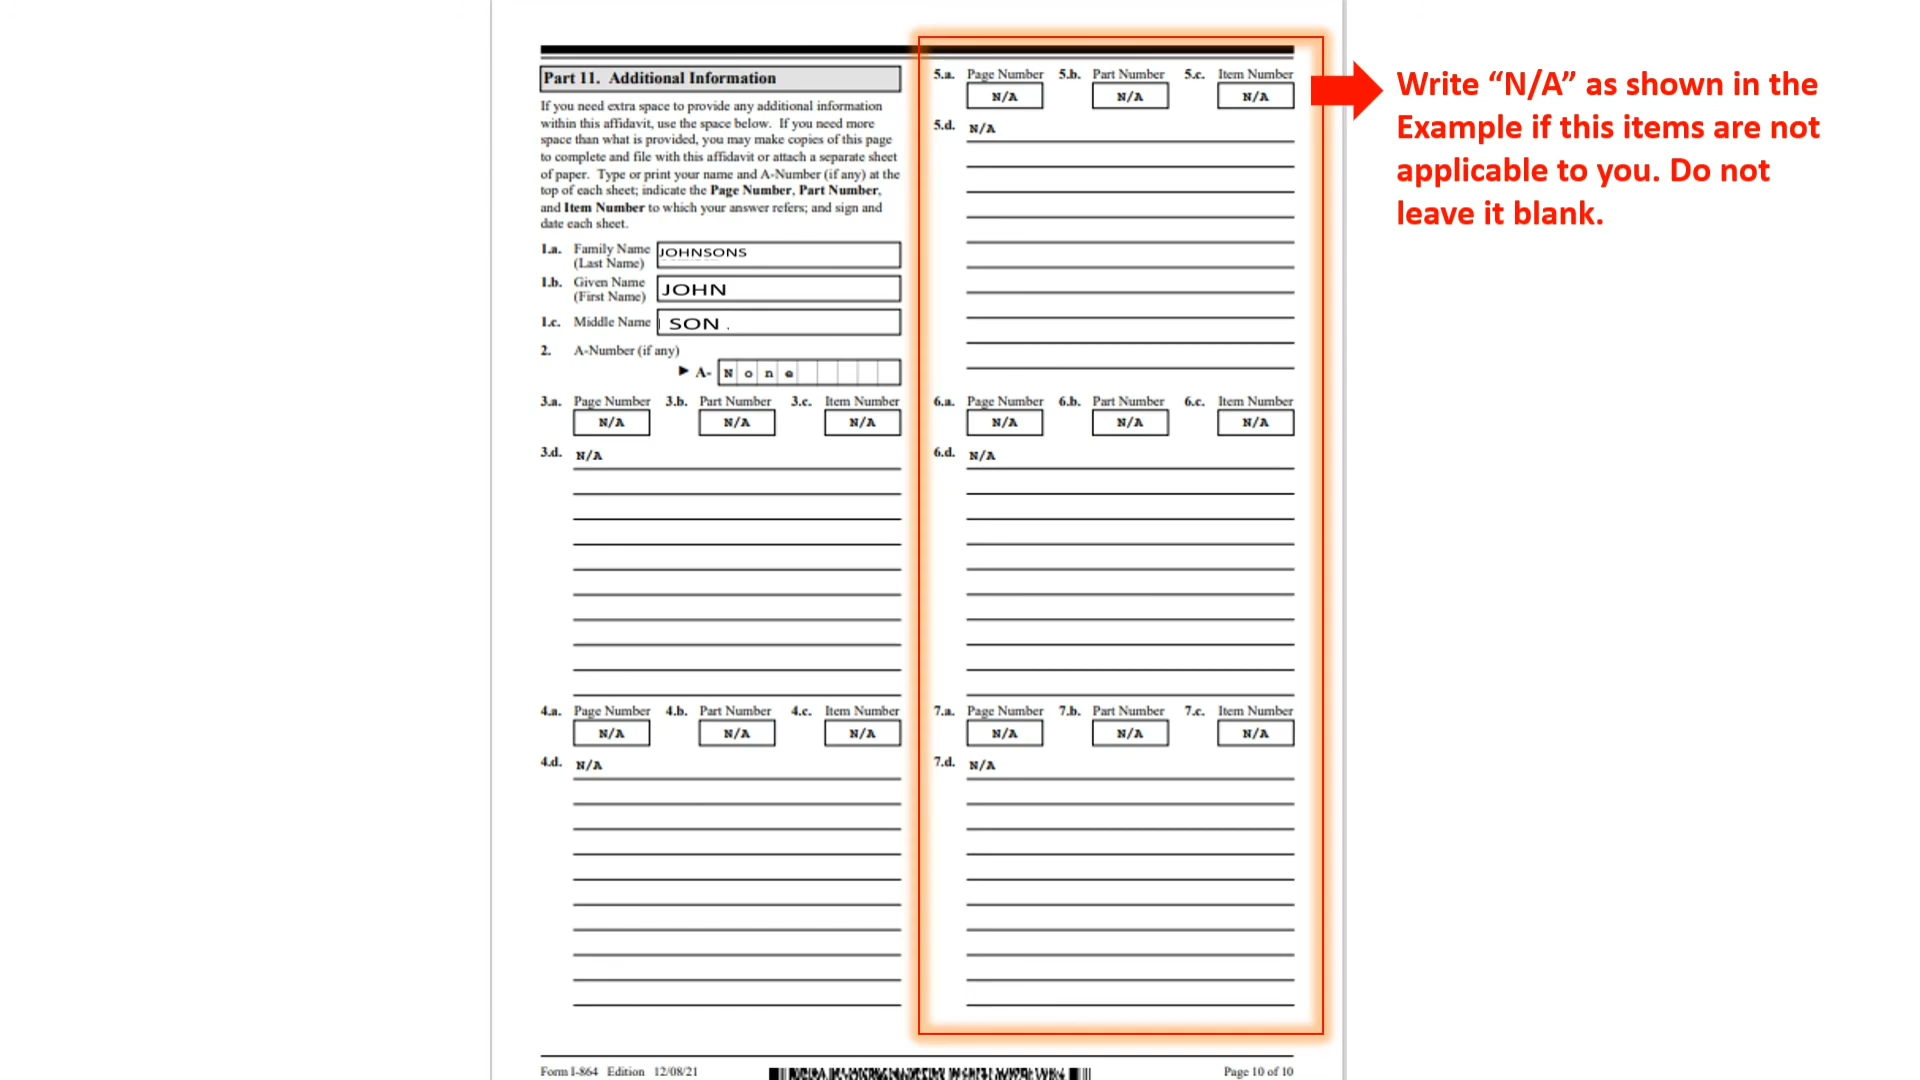 Part 11. Additional Information
If you need extra space to provide any additional information
within this affidavit, use the space below. If you need more
space than what is provided, you may make copies of this page
to complete and file with this affidavit or attach a separate sheet
of paper. Type or print your name and A-Number (if any) at the
top of each sheet; indicate the Page Number, Part Number,
and Item Number to which your answer refers; and sign and
date each sheet.
1.a. Family Name (Last Name) JOHNSONS
1.b. Given Name (First Name) JOHN
1.c. Middle Name SON .
2. A-Number (if any)
► A- None
3.a. Page Number 3.b. Part Number 3.c. Item Number
N/A N/A N/A
3.d. N/A
4.a. Page Number 4.b. Part Number 4.c. Item Number
N/A N/A N/A
4.d. N/A
5.a. Page Number 5.b. Part Number 5.c. Item Number
N/A N/A N/A
5.d. N/A
6.a. Page Number 6.b. Part Number 6.c. Item Number
N/A N/A N/A
6.d. N/A
7.a. Page Number 7.b. Part Number 7.c. Item Number
N/A N/A N/A
7.d. N/A
Form I-864 Edition 12/08/21
Page 10 of 10
Write “N/A” as shown in the
Example if this items are not
applicable to you. Do not
leave it blank.